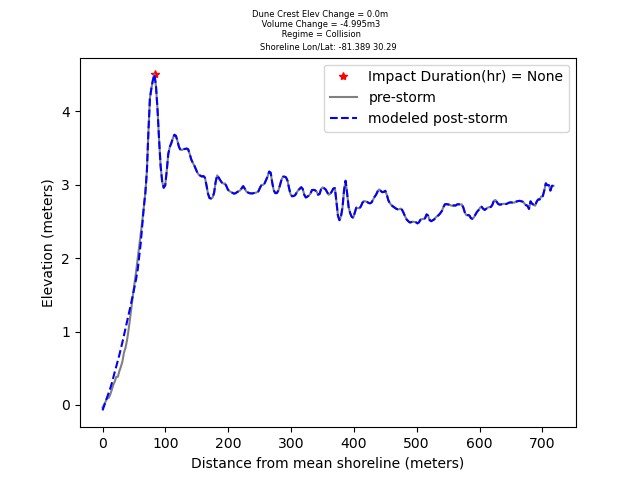 Dune Crest Elev Change = 0.0m
Volume Change = -4.995m3
Regime = Collision
Shoreline Lon/Lat: -81.389 30.29
Impact Duration(hr) = None
pre-storm
modeled post-storm
Elevation (meters)
4
3
2
1
0
0 100 200 300 400 500 600 700
Distance from mean shoreline (meters)